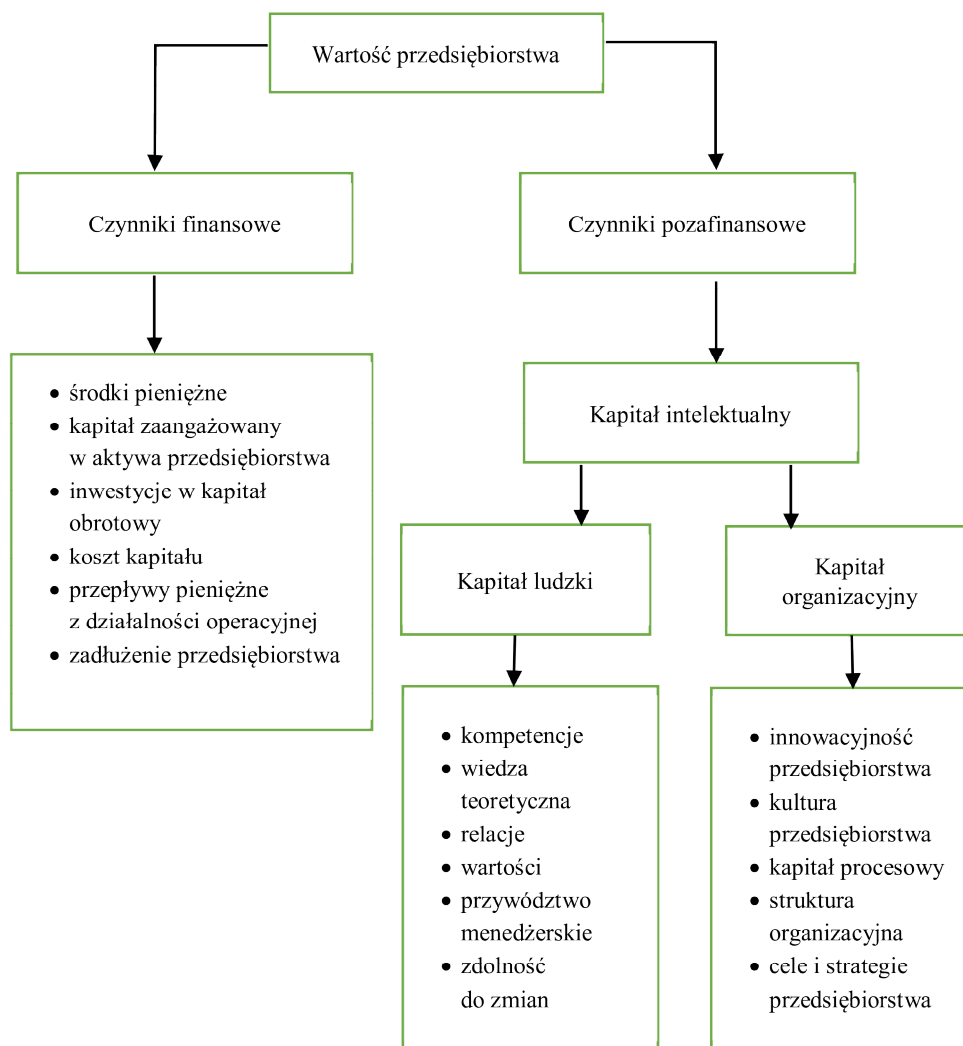 Wartość przedsiębiorstwa
Czynniki finansowe
Czynniki pozafinansowe
• środki pieniężne
• kapitał zaangażowany
w aktywa przedsiębiorstwa
• inwestycje w kapitał
obrotowy
• koszt kapitału
• przepływy pieniężne
z działalności operacyjnej
• zadłużenie przedsiębiorstwa
Kapitał intelektualny
Kapitał ludzki
Kapitał
organizacyjny
• kompetencje
• wiedza
teoretyczna
• relacje
• wartości
• przywództwo
menedżerskie
• zdolność
do zmian
• innowacyjność
przedsiębiorstwa
• kultura
przedsiębiorstwa
• kapitał procesowy
• struktura
organizacyjna
• cele i strategie
przedsiębiorstwa